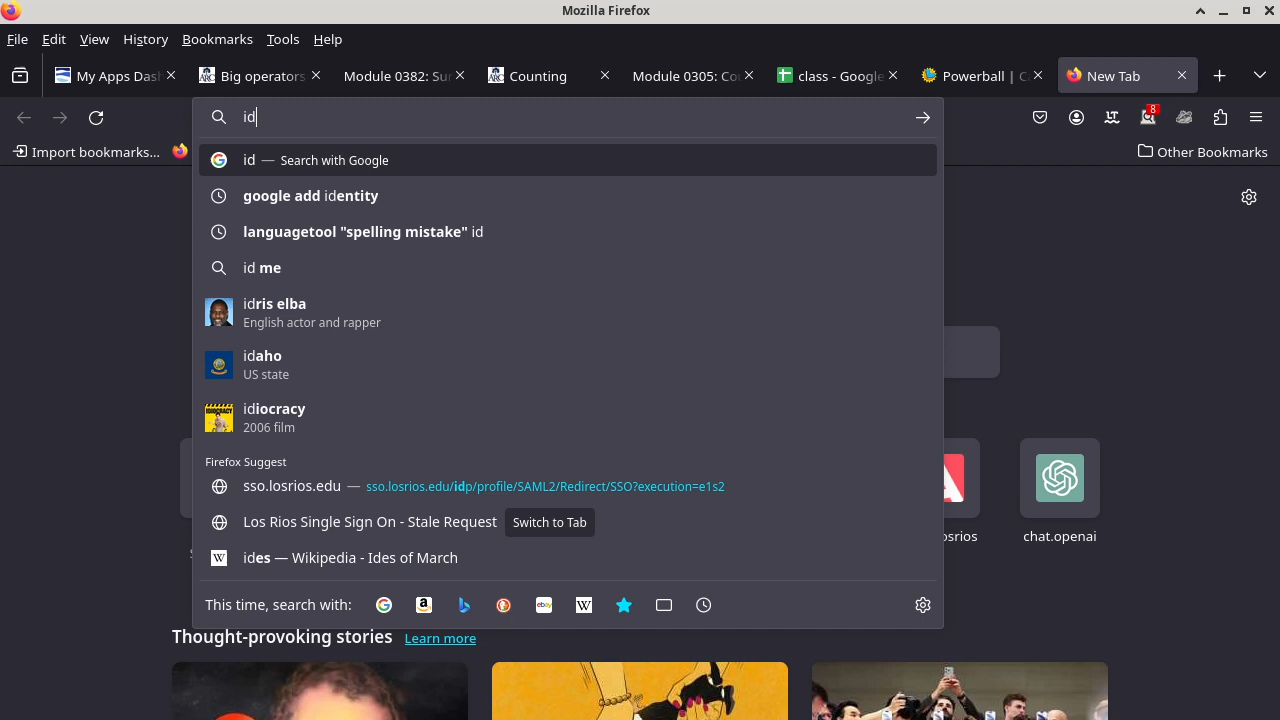 Mozilla Firefox
File Edit View History Bookmarks Tools Help
My Apps Dash
Big operators
Module 0382: Sur
Counting
Module 0305: Co
class - Google
Powerball | C
New Tab
id
8
Import bookmarks...
Other Bookmarks
id — Search with Google
google add identity
languagetool "spelling mistake" id
id me
idris elba
English actor and rapper
idaho
US state
idiocracy
2006 film
Firefox Suggest
sso.losrios.edu — sso.losrios.edu/idp/profile/SAML2/Redirect/SSO?execution=e1s2
Los Rios Single Sign On - Stale Request Switch to Tab
ides — Wikipedia - Ides of March
osrios
chat.openai
This time, search with:
Thought-provoking stories Learn more